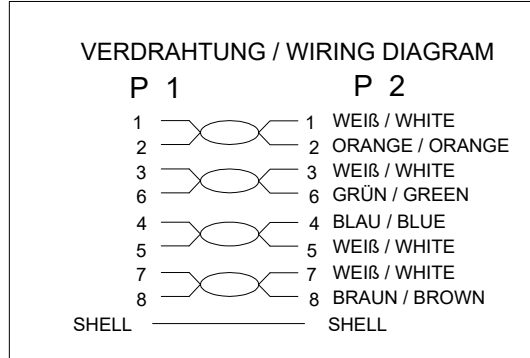 VERDRAHTUNG / WIRING DIAGRAM
P 1 P 2
1 1 WEIß / WHITE
2 2 ORANGE / ORANGE
3 3 WEIß / WHITE
6 6 GRÜN / GREEN
4 4 BLAU / BLUE
5 5 WEIß / WHITE
7 7 WEIß / WHITE
8 8 BRAUN / BROWN
SHELL SHELL